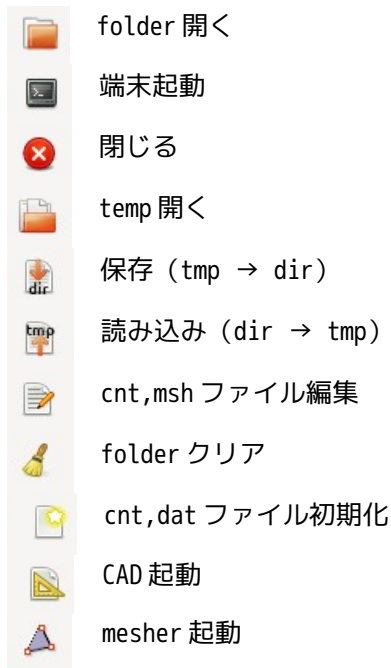 folder 開く
端末起動
閉じる
temp 開く
dir
保存 (tmp → dir)
tmp
読み込み (dir → tmp)
cnt,msh ファイル編集
folder クリア
cnt,dat ファイル初期化
CAD 起動
mesher 起動